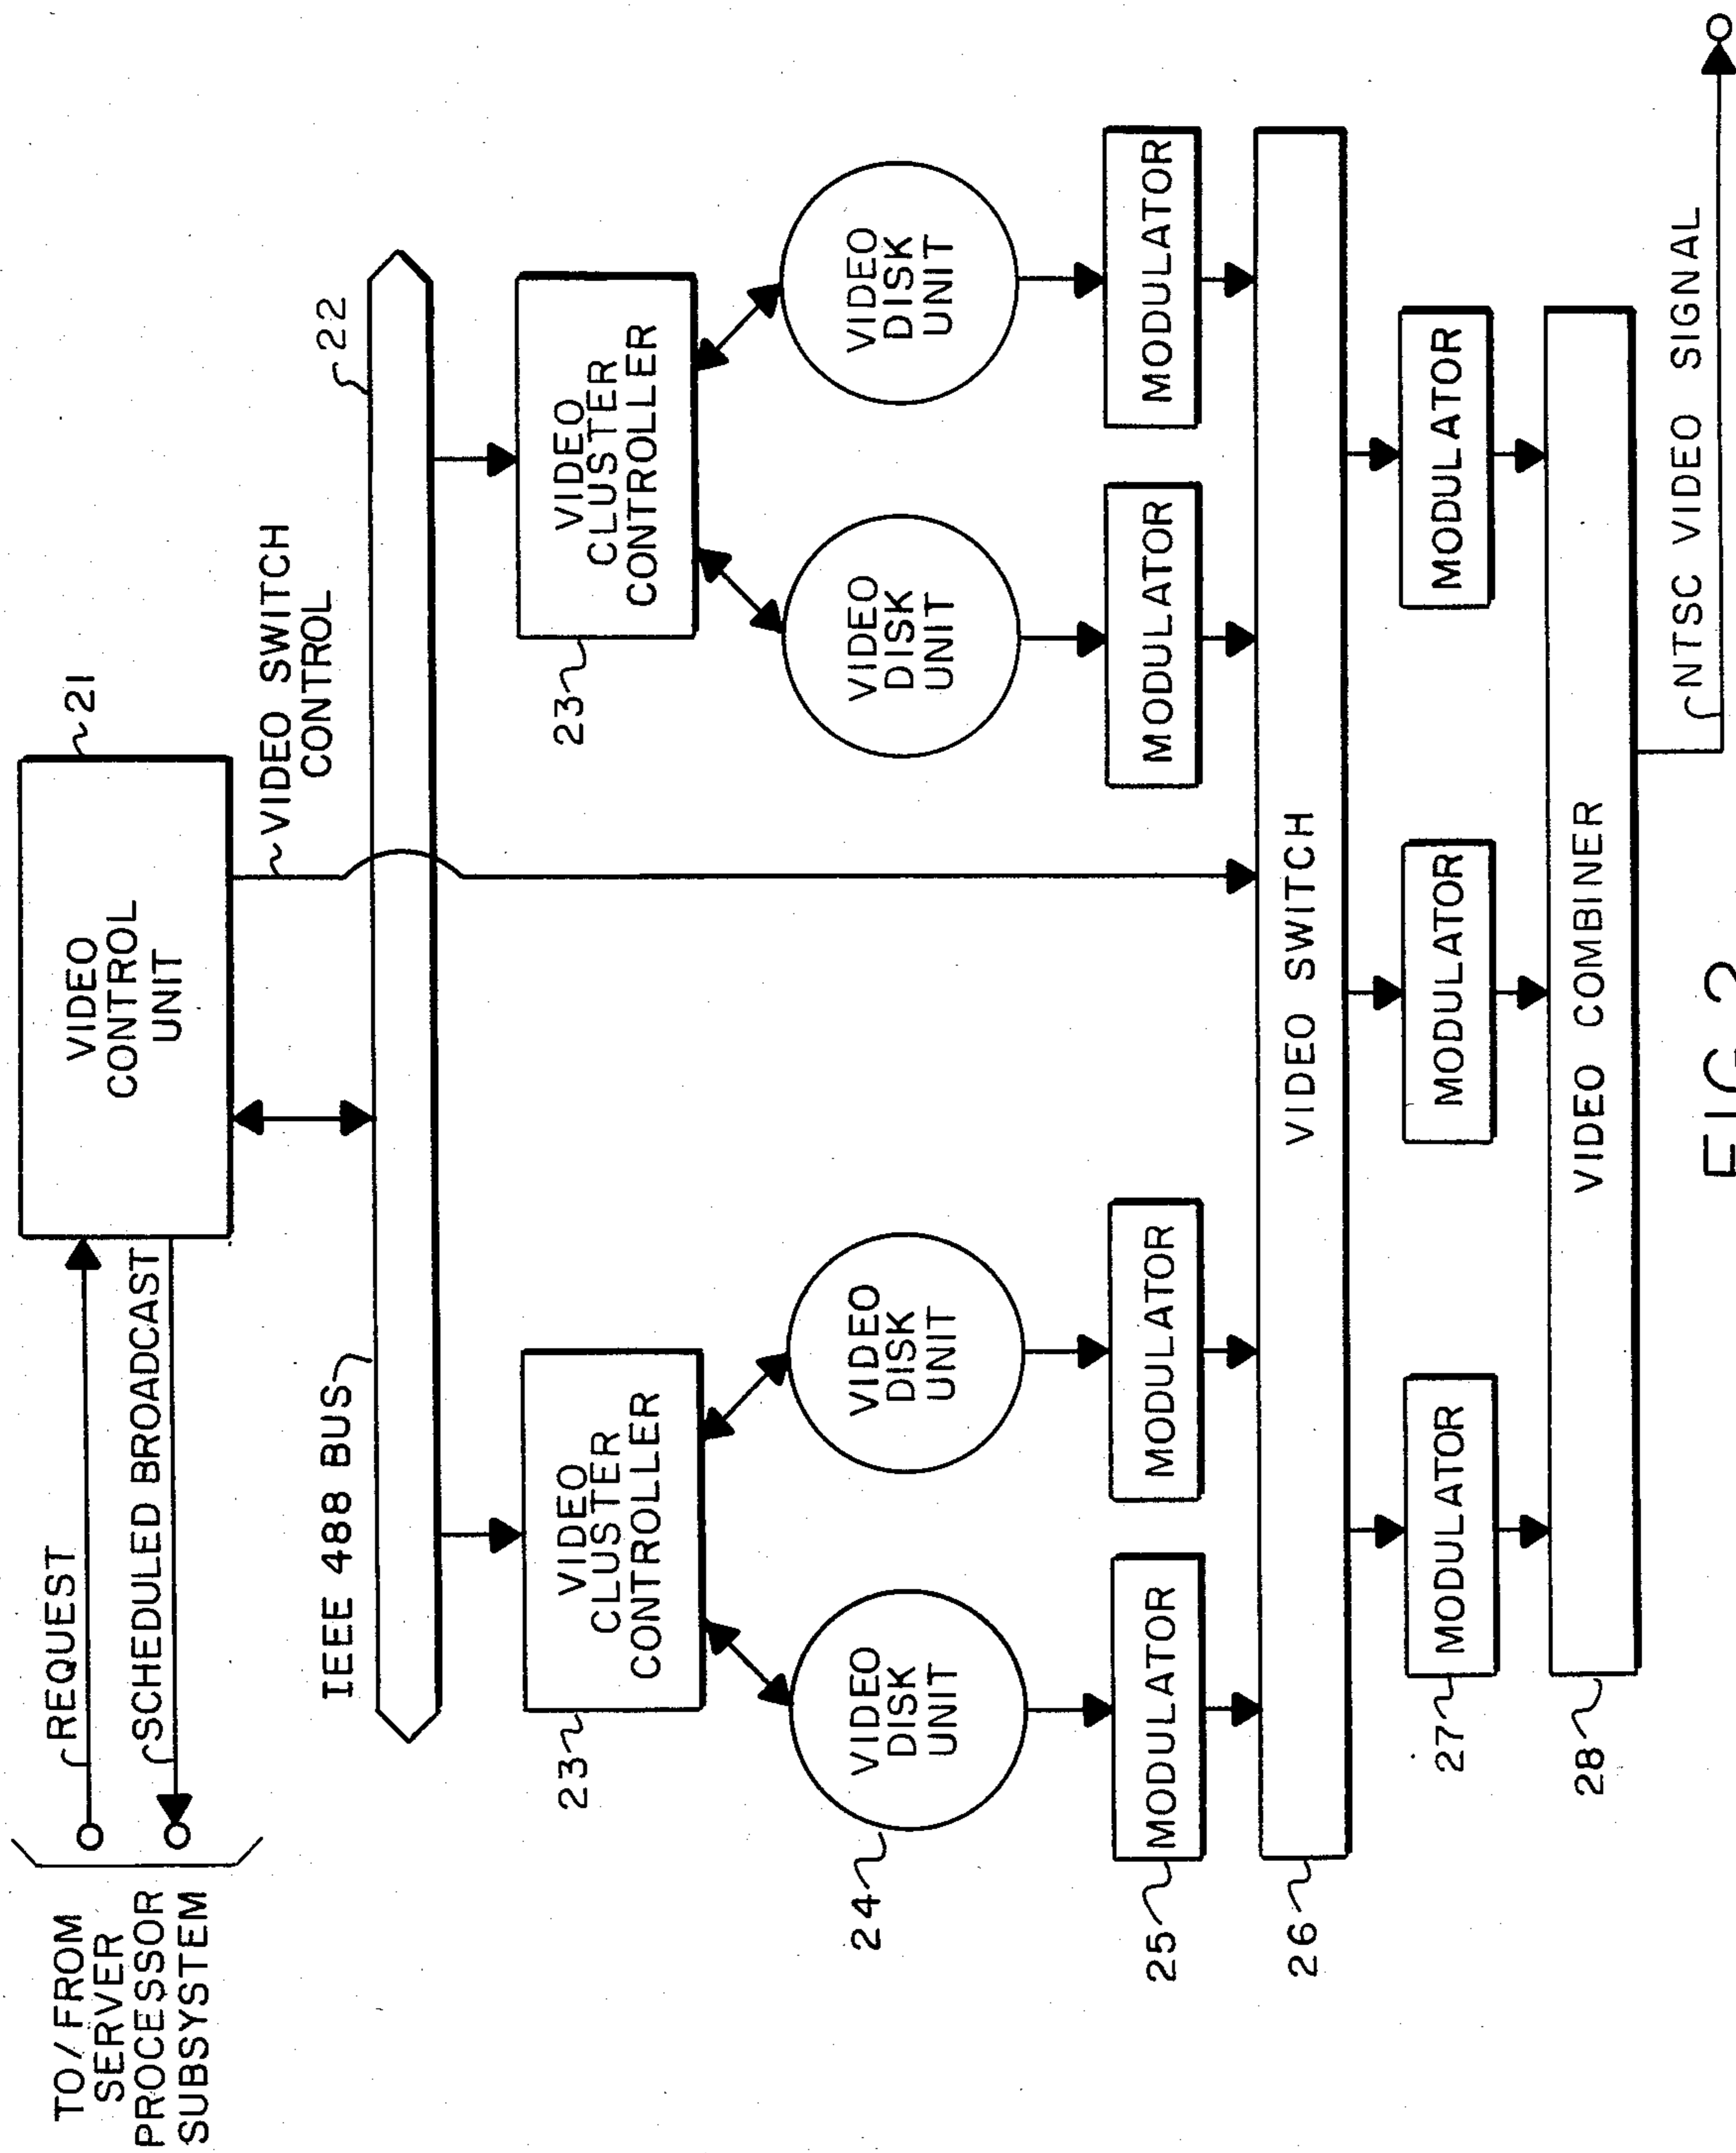 TO/FROM
SERVER
PROCESSOR
SUBSYSTEM
REQUEST
SCHEDULED BROADCAST
VIDEO
CONTROL
UNIT
21
VIDEO SWITCH
CONTROL
IEEE 488 BUS
22
23
VIDEO
CLUSTER
CONTROLLER
23
VIDEO
CLUSTER
CONTROLLER
24
VIDEO
DISK
UNIT
VIDEO
DISK
UNIT
VIDEO
DISK
UNIT
VIDEO
DISK
UNIT
25
MODULATOR
MODULATOR
MODULATOR
MODULATOR
26
VIDEO SWITCH
27
MODULATOR
MODULATOR
MODULATOR
28
VIDEO COMBINER
NTSC VIDEO SIGNAL
FIG 2